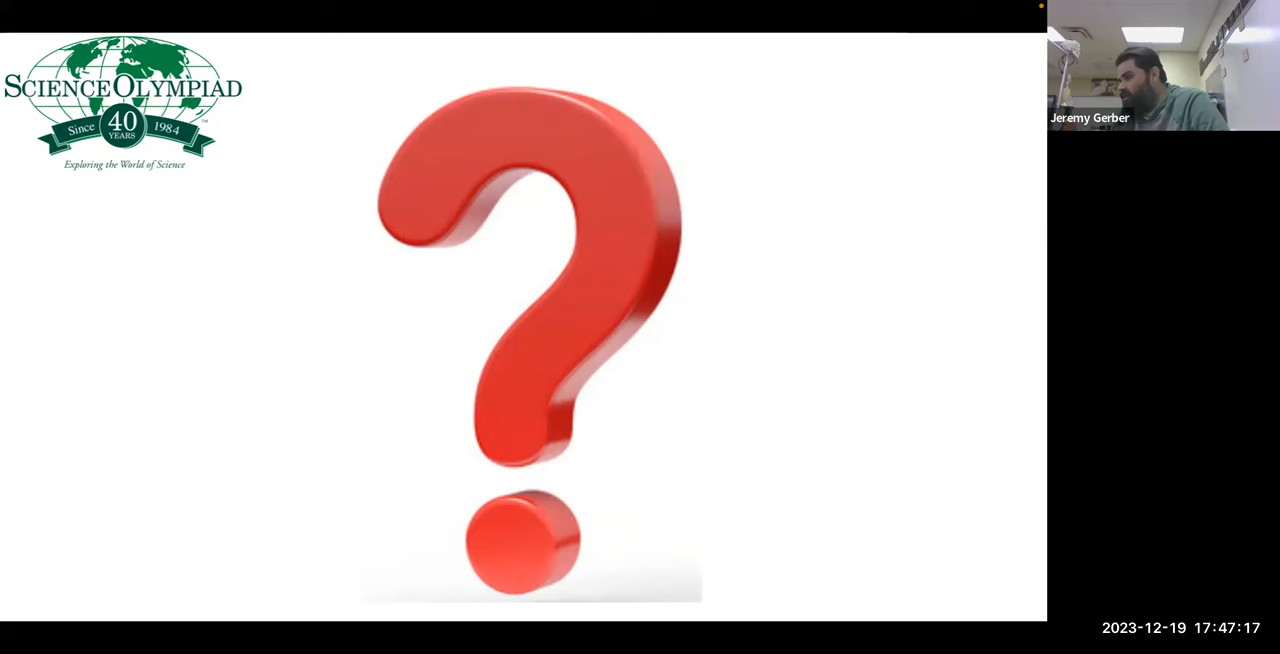 SCIENCE OLYMPIAD
Since 40 YEARS 1984
TM
Exploring the World of Science
Jeremy Gerber
2023-12-19 17:47:17